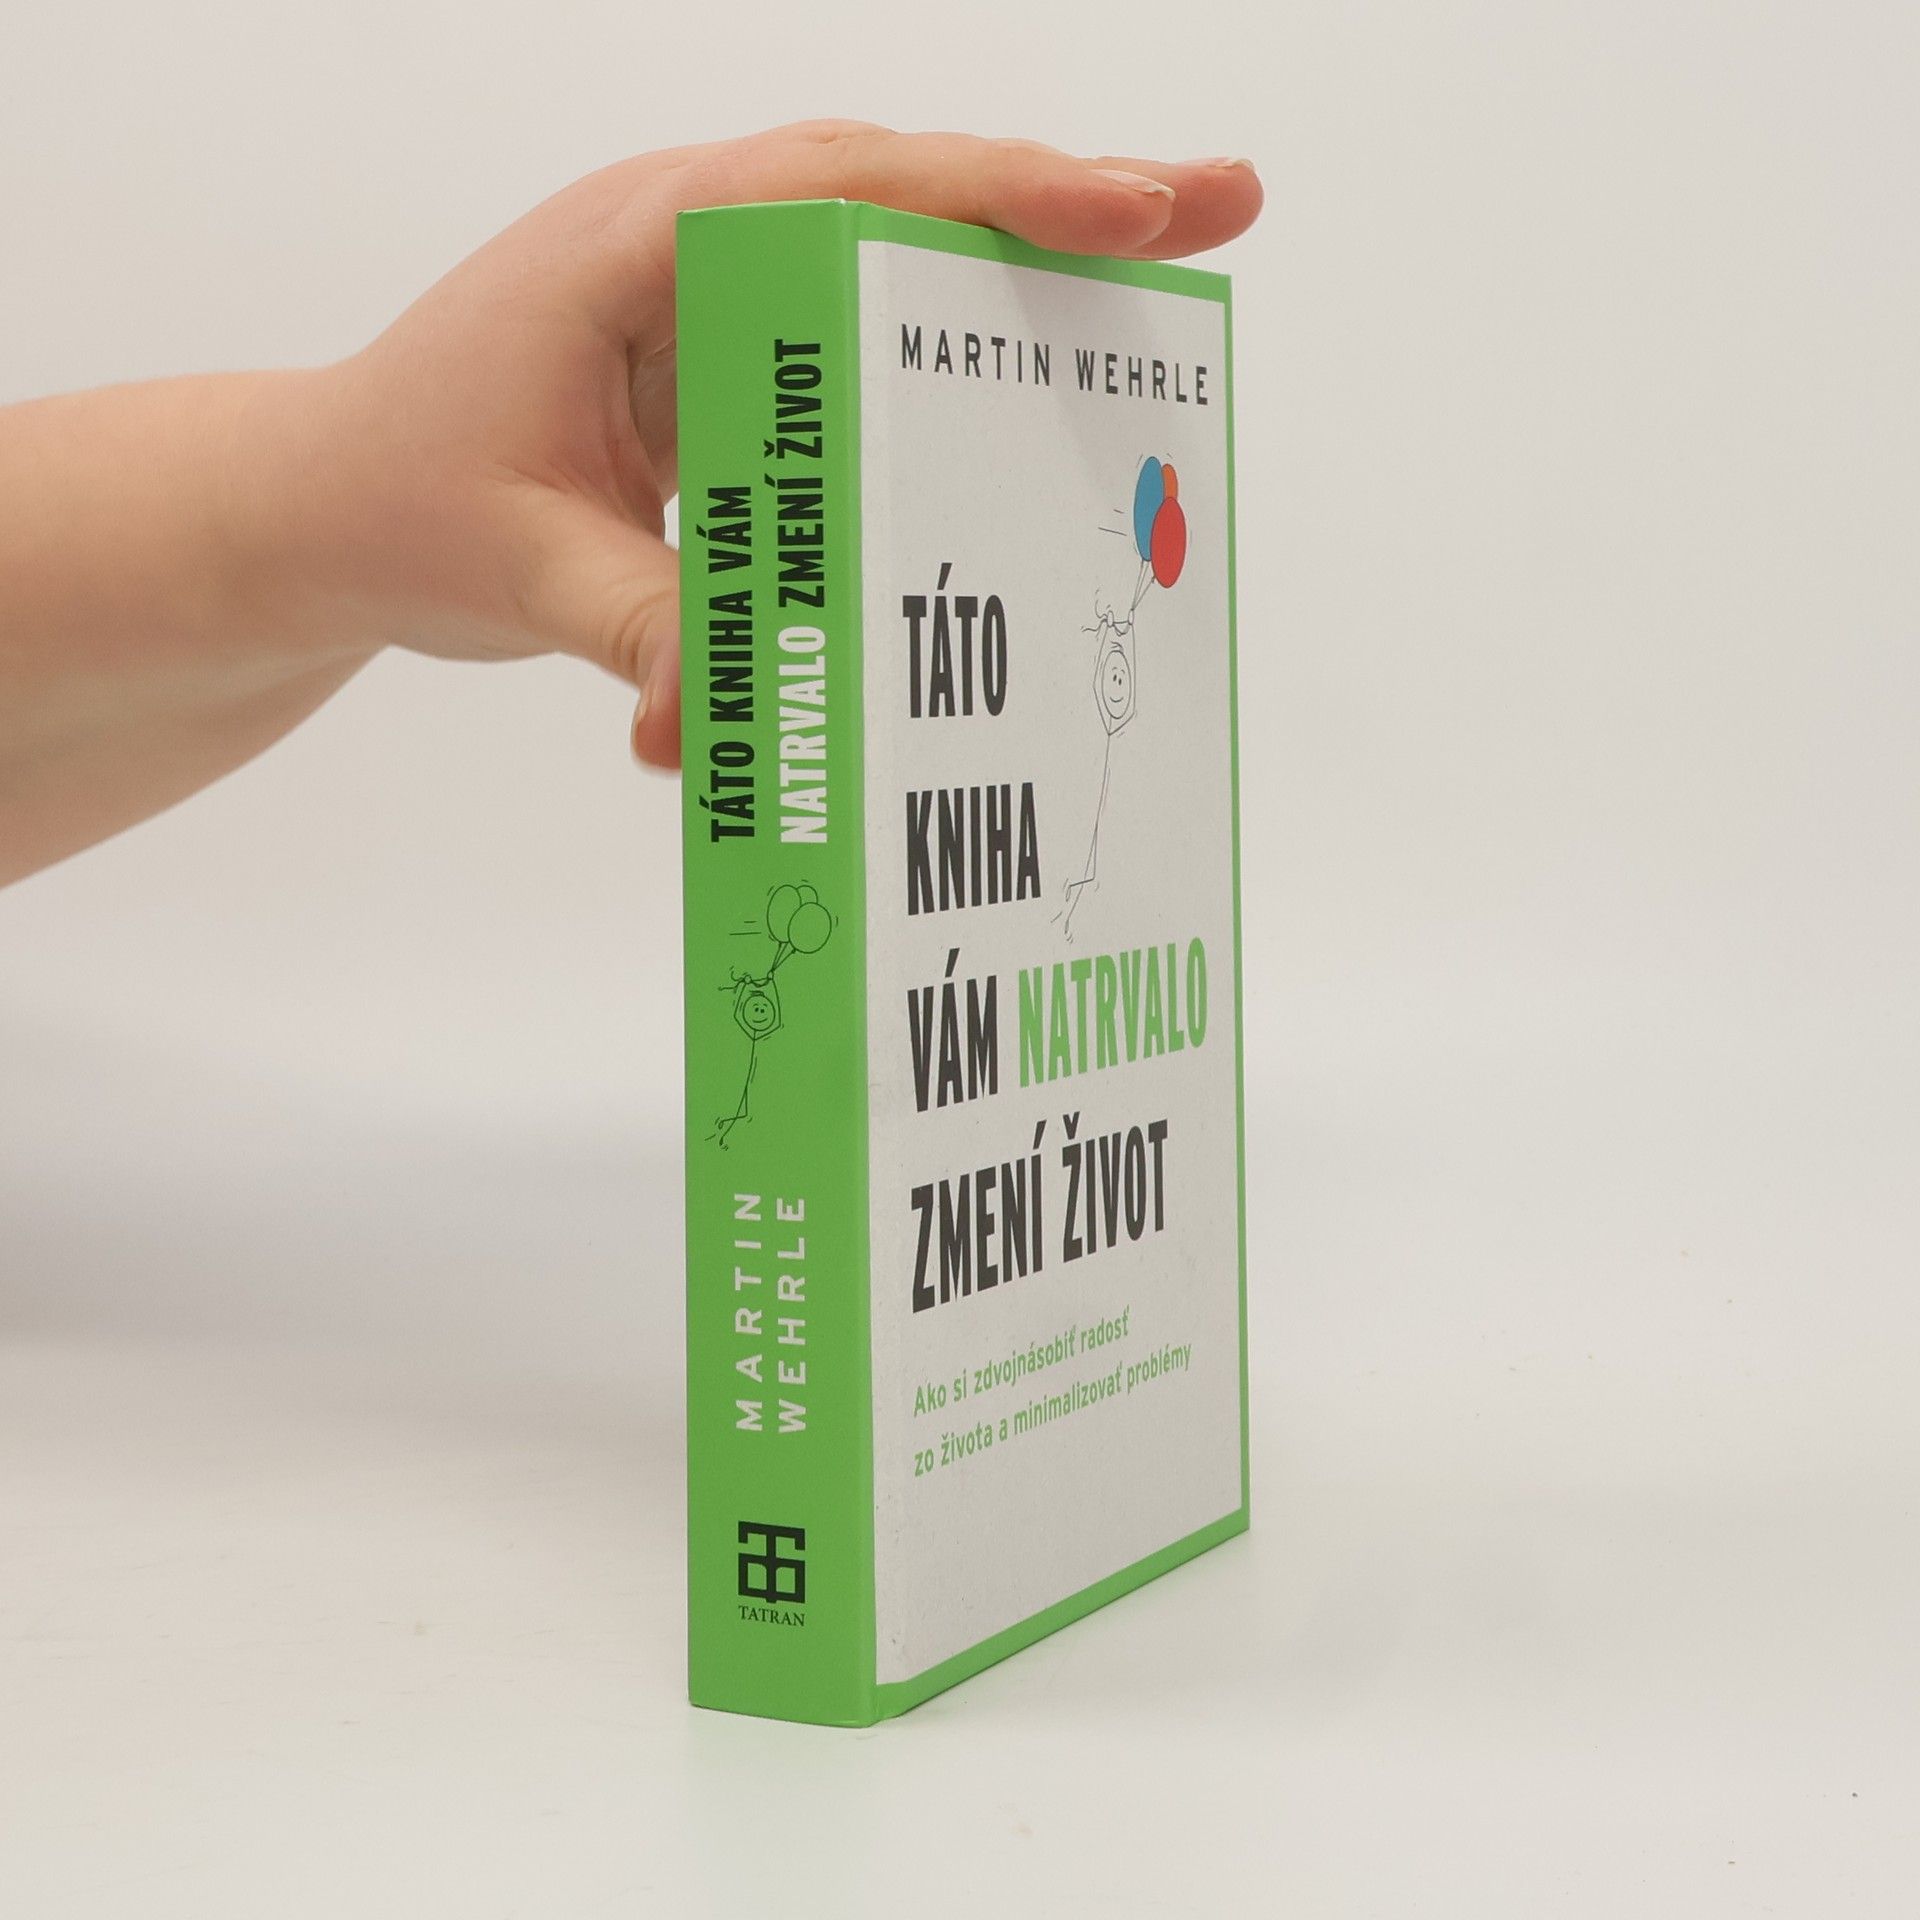 TÁTO KNIHA VÁM
NATRVALO ZMENÍ ŽIVOT
MARTIN
WEHRLE
TATRAN
MARTIN WEHRLE
TÁTO
KNIHA
VÁM NATRVALO
ZMENÍ ŽIVOT
Ako si zdvojnásobiť radosť
zo života a minimalizovať problémy